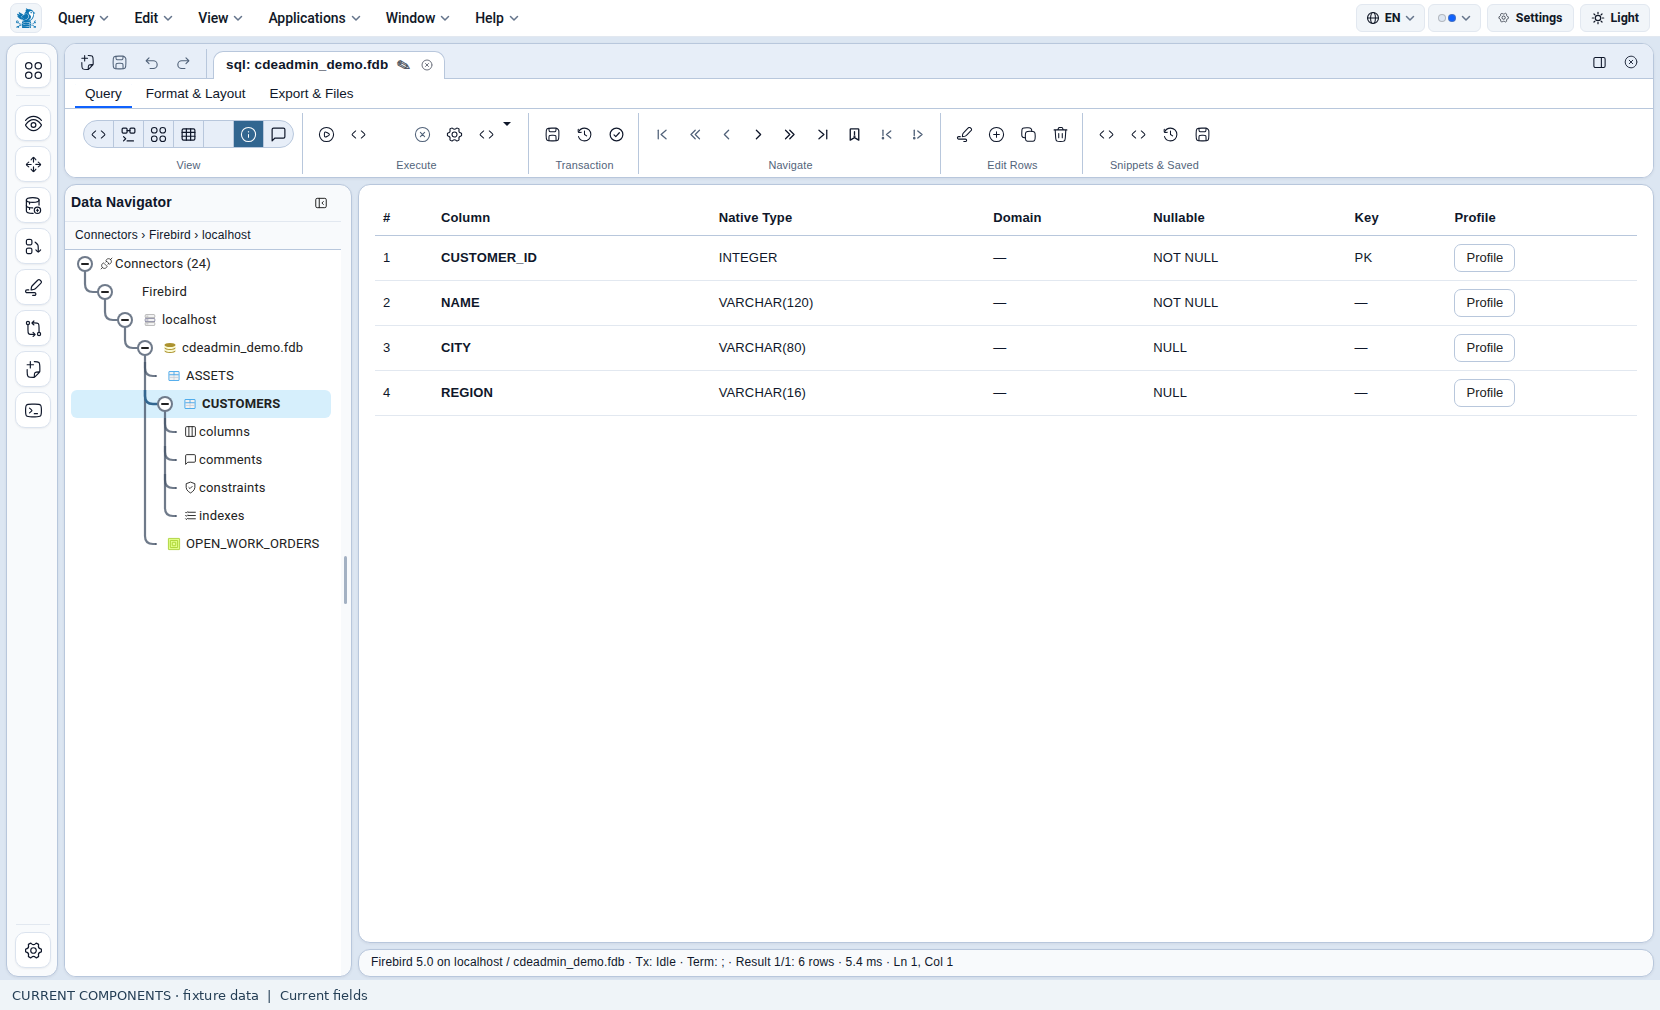 Query Edit View Applications Window Help EN Settings Light
sql: cdeadmin_demo.fdb
Query Format & Layout Export & Files
View Execute Transaction Navigate Edit Rows Snippets & Saved
Data Navigator
Connectors › Firebird › localhost
Connectors (24)
Firebird
localhost
cdeadmin_demo.fdb
ASSETS
CUSTOMERS
columns
comments
constraints
indexes
OPEN_WORK_ORDERS
# Column Native Type Domain Nullable Key Profile
1 CUSTOMER_ID INTEGER — NOT NULL PK Profile
2 NAME VARCHAR(120) — NOT NULL — Profile
3 CITY VARCHAR(80) — NULL — Profile
4 REGION VARCHAR(16) — NULL — Profile
Firebird 5.0 on localhost / cdeadmin_demo.fdb · Tx: Idle · Term: ; · Result 1/1: 6 rows · 5.4 ms · Ln 1, Col 1
CURRENT COMPONENTS · fixture data | Current fields